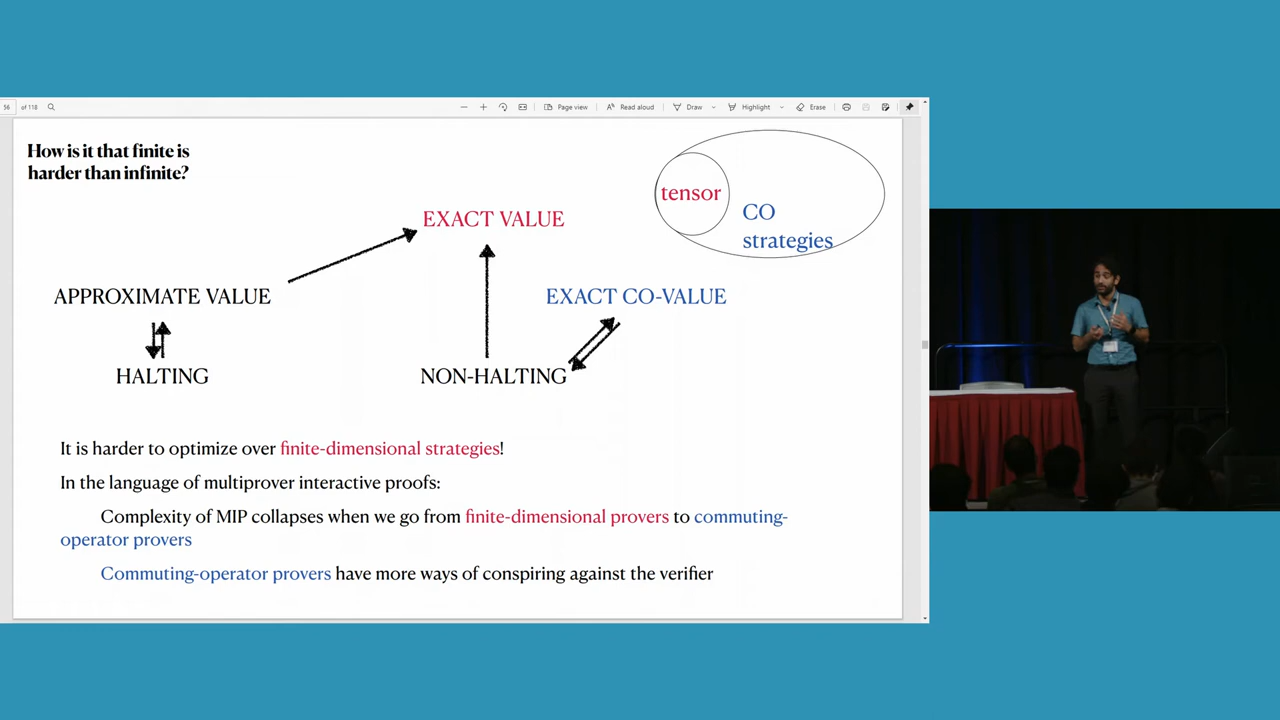 56 of 118
Page view
Read aloud
Draw
Highlight
Erase
How is it that finite is
harder than infinite?
tensor
CO
strategies
EXACT VALUE
APPROXIMATE VALUE
EXACT CO-VALUE
HALTING
NON-HALTING
It is harder to optimize over finite-dimensional strategies!
In the language of multiprover interactive proofs:
Complexity of MIP collapses when we go from finite-dimensional provers to commuting-
operator provers
Commuting-operator provers have more ways of conspiring against the verifier